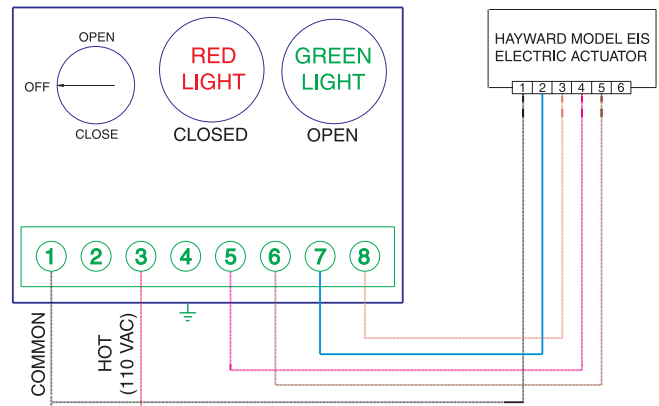 OPEN
OFF
CLOSE
RED
LIGHT
CLOSED
GREEN
LIGHT
OPEN
HAYWARD MODEL EIS
ELECTRIC ACTUATOR
1 2 3 4 5 6
1 2 3 4 5 6 7 8
COMMON
HOT
(110 VAC)